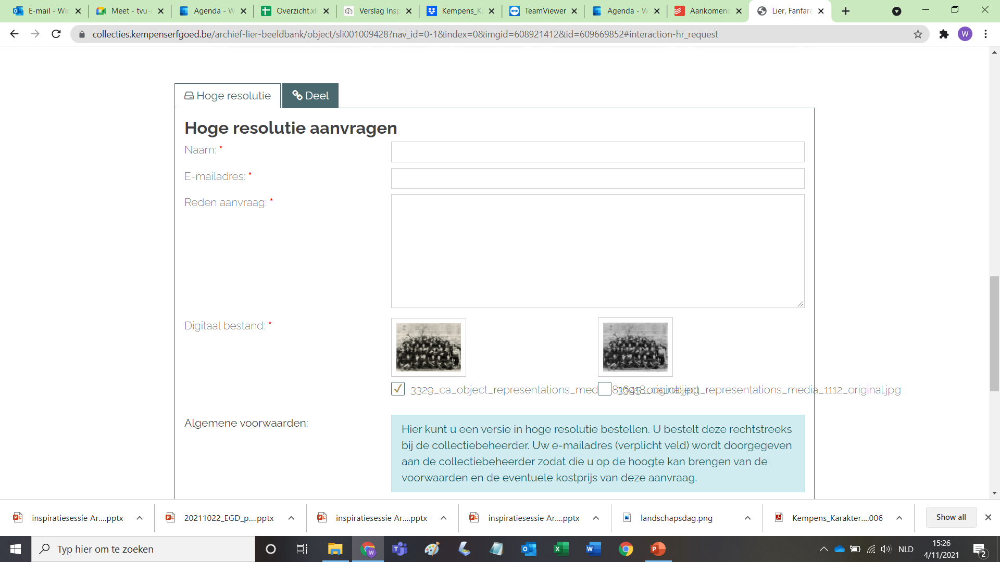 E-mail - Wir
Meet - tvu-
Agenda - W
Overzicht.xl
Verslag Insp
Kempens_Ka
TeamViewer
Agenda - W
Aankomend
Lier, Fanfare
collecties.kempenserfgoed.be/archief-lier-beeldbank/object/sli001009428?nav_id=0-1&index=0&imgid=608921412&id=609669852#interaction-hr_request
W
Hoge resolutie
Deel
Hoge resolutie aanvragen
Naam: *
E-mailadres: *
Reden aanvraag: *
Digitaal bestand: *
3329_ca_object_representations_med
_representations_media_1112_original.jpg
Algemene voorwaarden:
Hier kunt u een versie in hoge resolutie bestellen. U bestelt deze rechtstreeks
bij de collectiebeheerder. Uw e-mailadres (verplicht veld) wordt doorgegeven
aan de collectiebeheerder zodat die u op de hoogte kan brengen van de
voorwaarden en de eventuele kostprijs van deze aanvraag.
inspiratiesessie Ar....pptx
20211022_EGD_p....pptx
inspiratiesessie Ar....pptx
inspiratiesessie Ar....pptx
landschapsdag.png
Kempens_Karakter....006
Show all
Typ hier om te zoeken
NLD
15:26
4/11/2021
2